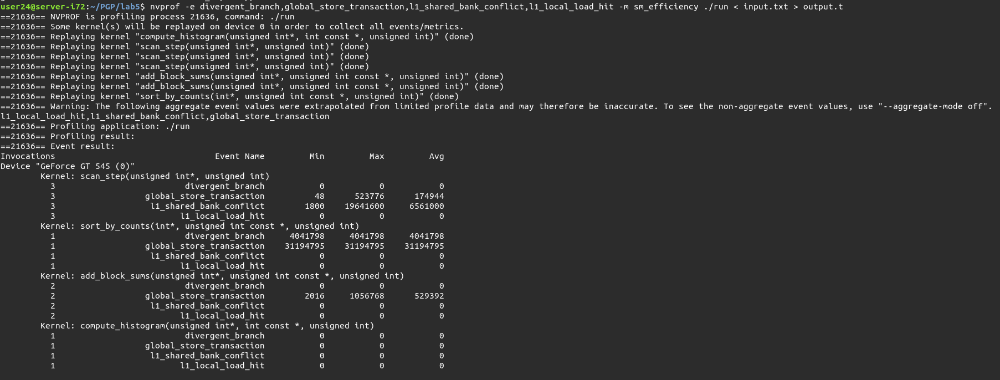 user24@server-i72:~/PGP/lab5$ nvprof -e divergent_branch,global_store_transaction,l1_shared_bank_conflict,l1_local_load_hit -m sm_efficiency ./run < input.txt > output.t
==21636== NVPROF is profiling process 21636, command: ./run
==21636== Some kernel(s) will be replayed on device 0 in order to collect all events/metrics.
==21636== Replaying kernel "compute_histogram(unsigned int*, int const *, unsigned int)" (done)
==21636== Replaying kernel "scan_step(unsigned int*, unsigned int)" (done)
==21636== Replaying kernel "scan_step(unsigned int*, unsigned int)" (done)
==21636== Replaying kernel "scan_step(unsigned int*, unsigned int)" (done)
==21636== Replaying kernel "add_block_sums(unsigned int*, unsigned int const *, unsigned int)" (done)
==21636== Replaying kernel "add_block_sums(unsigned int*, unsigned int const *, unsigned int)" (done)
==21636== Replaying kernel "sort_by_counts(int*, unsigned int const *, unsigned int)" (done)
==21636== Warning: The following aggregate event values were extrapolated from limited profile data and may therefore be inaccurate. To see the non-aggregate event values, use "--aggregate-mode off".
l1_local_load_hit,l1_shared_bank_conflict,global_store_transaction
==21636== Profiling application: ./run
==21636== Profiling result:
==21636== Event result:
Invocations                                Event Name         Min         Max         Avg
Device "GeForce GT 545 (0)"
        Kernel: scan_step(unsigned int*, unsigned int)
          3                          divergent_branch           0           0           0
          3                  global_store_transaction          48      523776      174944
          3                   l1_shared_bank_conflict        1800    19641600     6561000
          3                         l1_local_load_hit           0           0           0
        Kernel: sort_by_counts(int*, unsigned int const *, unsigned int)
          1                          divergent_branch     4041798     4041798     4041798
          1                  global_store_transaction    31194795    31194795    31194795
          1                   l1_shared_bank_conflict           0           0           0
          1                         l1_local_load_hit           0           0           0
        Kernel: add_block_sums(unsigned int*, unsigned int const *, unsigned int)
          2                          divergent_branch           0           0           0
          2                  global_store_transaction        2016     1056768      529392
          2                   l1_shared_bank_conflict           0           0           0
          2                         l1_local_load_hit           0           0           0
        Kernel: compute_histogram(unsigned int*, int const *, unsigned int)
          1                          divergent_branch           0           0           0
          1                  global_store_transaction           0           0           0
          1                   l1_shared_bank_conflict           0           0           0
          1                         l1_local_load_hit           0           0           0